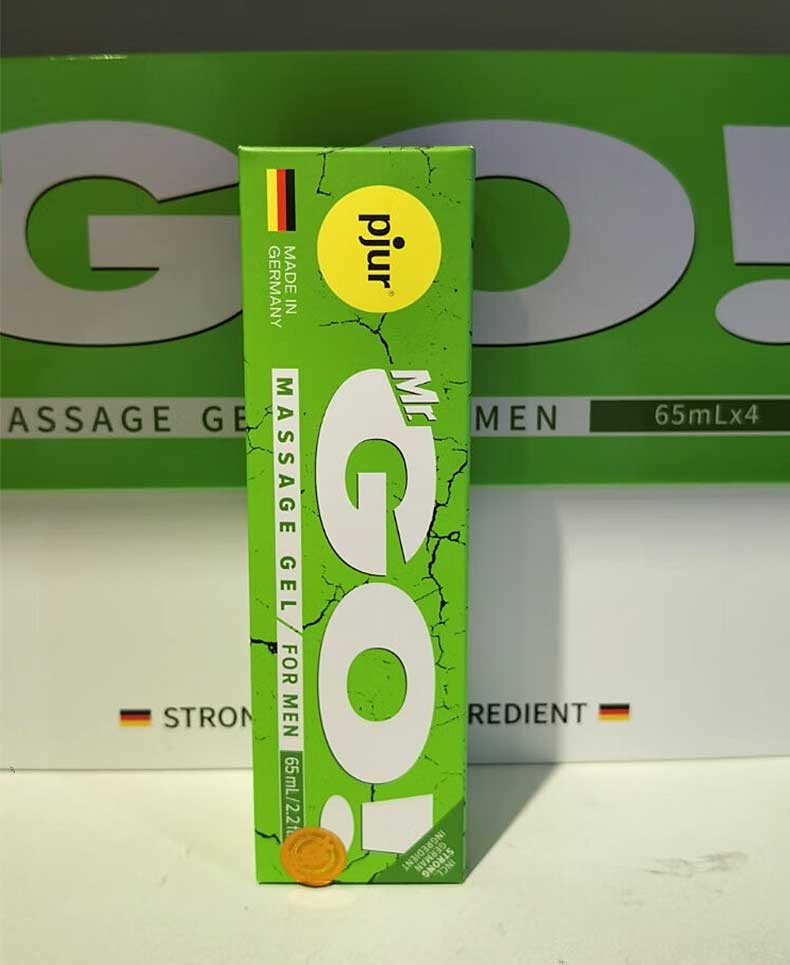 GO!
ASSAGE GE
MEN
65mLx4
STRON
REDIENT
pjur®
MADE IN
GERMANY
Mr.
GO!
MASSAGE GEL/FOR MEN
65mL/2.2
INCL.
STRONG
GERMAN
INGREDIENT